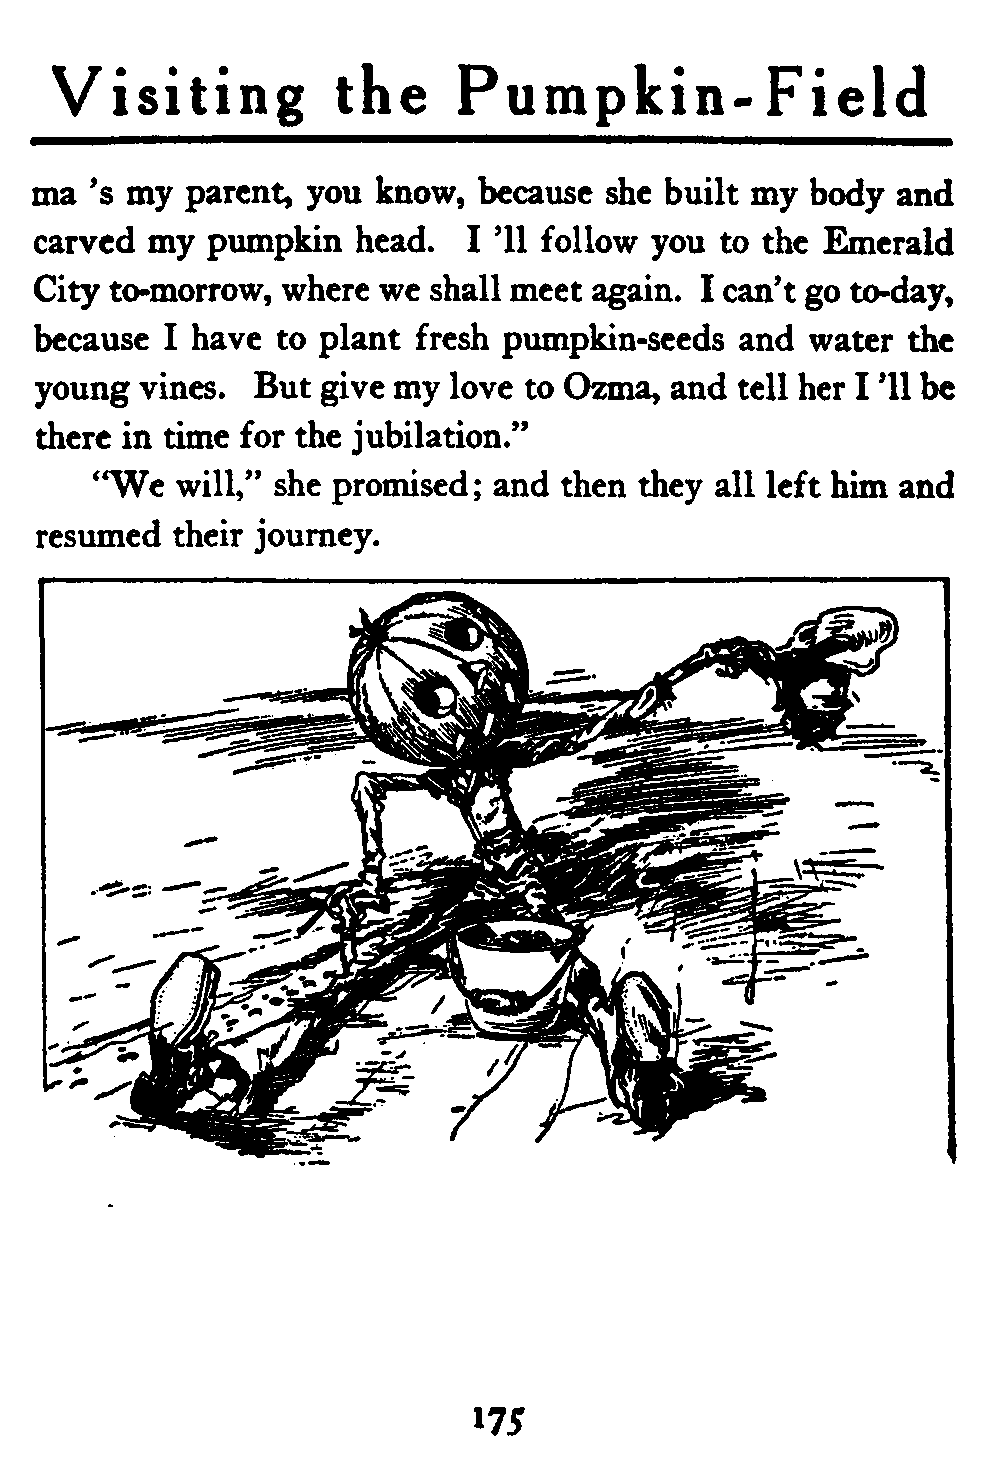 Visiting the Pumpkin-Field
ma 's my parent, you know, because she built my body and
carved my pumpkin head. I 'll follow you to the Emerald
City to-morrow, where we shall meet again. I can't go to-day,
because I have to plant fresh pumpkin-seeds and water the
young vines. But give my love to Ozma, and tell her I 'll be
there in time for the jubilation."
"We will," she promised; and then they all left him and
resumed their journey.
175